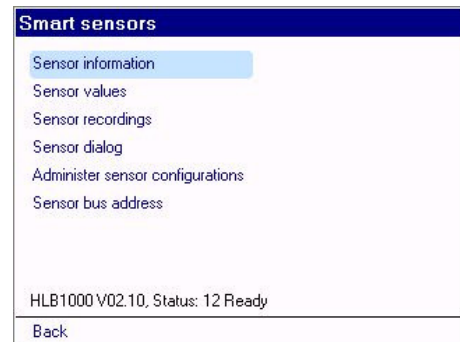 Smart sensors
Sensor information
Sensor values
Sensor recordings
Sensor dialog
Administer sensor configurations
Sensor bus address
HLB1000 V02.10, Status: 12 Ready
Back